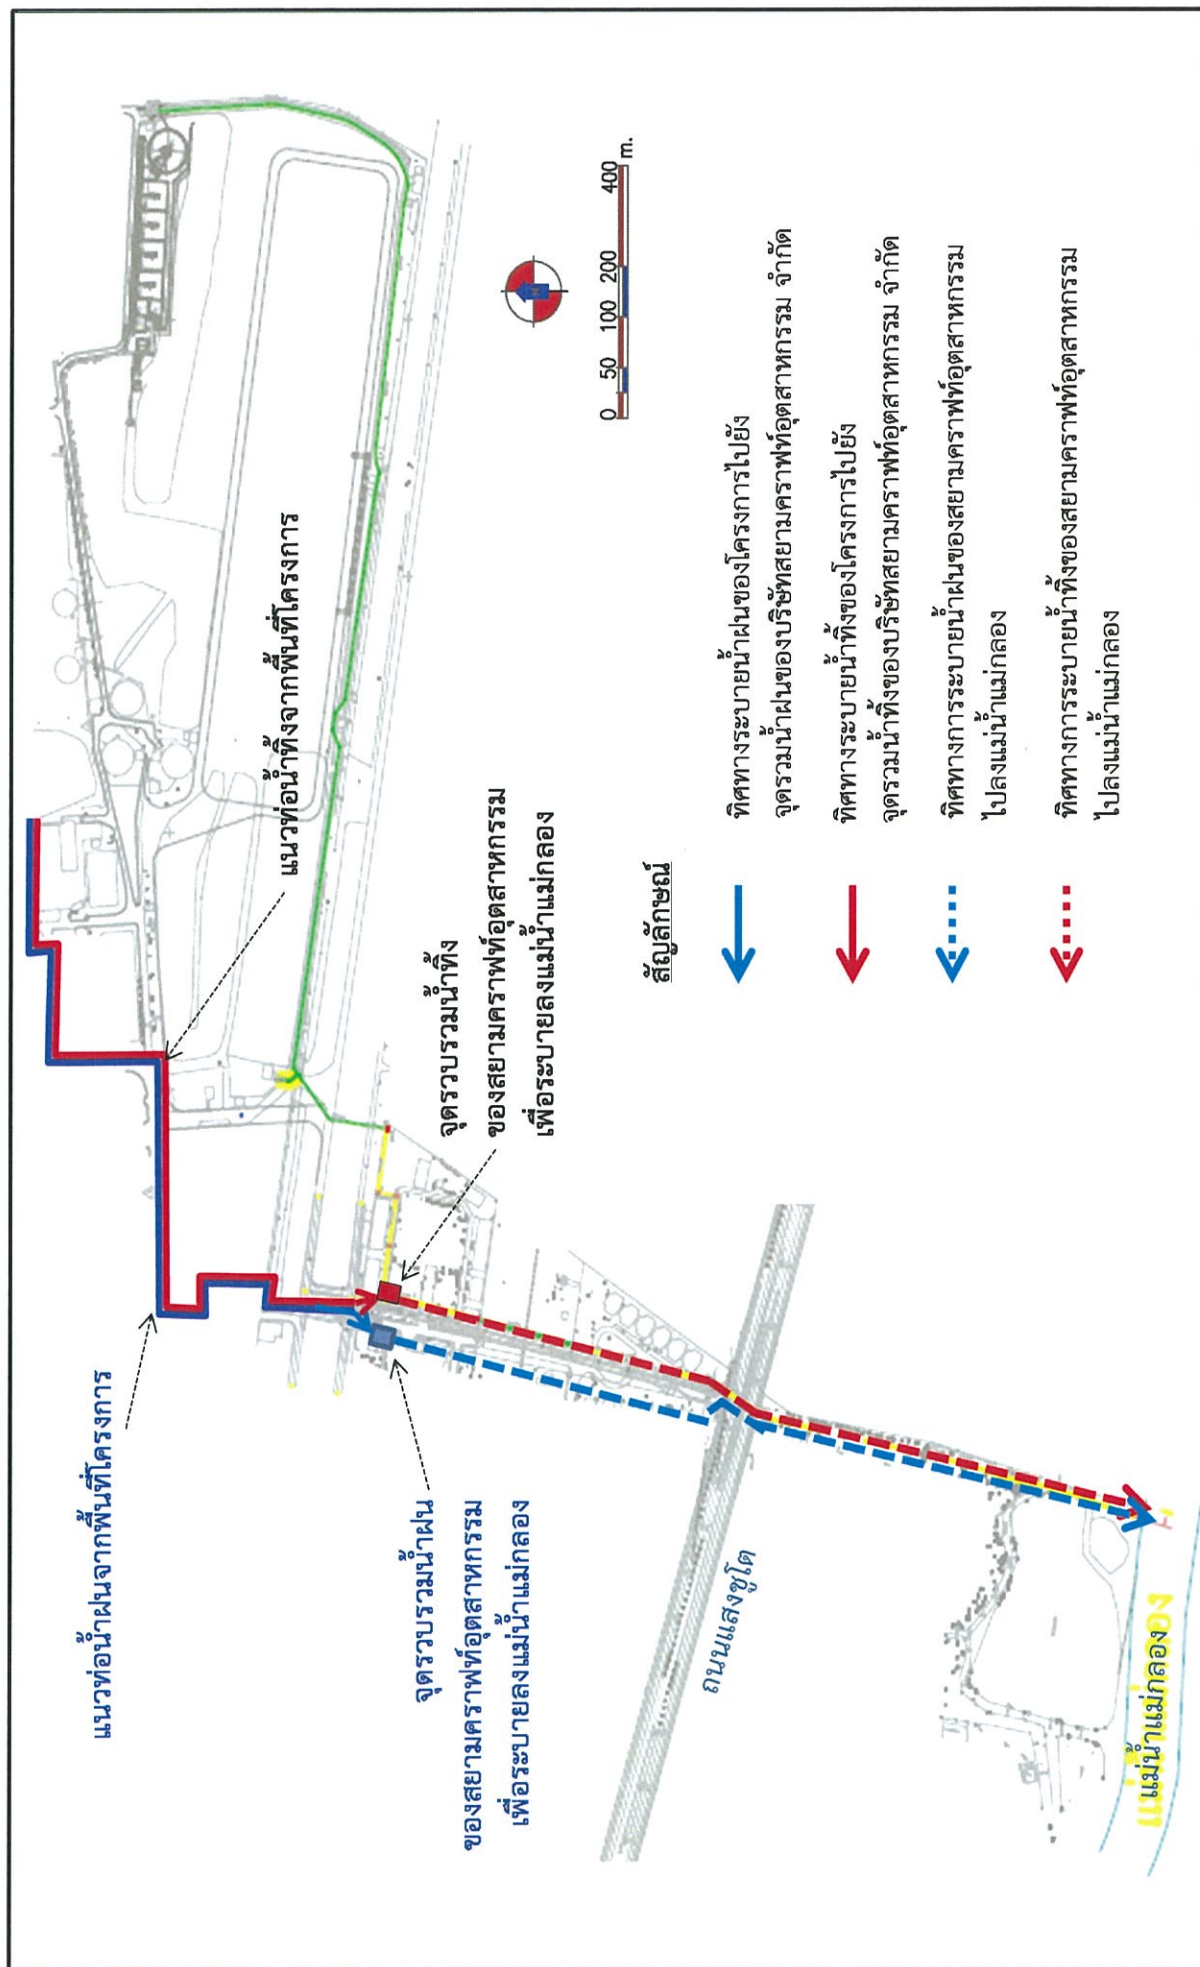 แนวท่อน้ำฝนจากพื้นที่โครงการ
แนวท่อน้ำทิ้งจากพื้นที่โครงการ
จุดรวบรวมน้ำฝน
ของสยามคราฟท์อุตสาหกรรม
เพื่อระบายลงแม่น้ำแม่กลอง
จุดรวบรวมน้ำทิ้ง
ของสยามคราฟท์อุตสาหกรรม
เพื่อระบายลงแม่น้ำแม่กลอง
ถนนแสงชูโต
แม่น้ำแม่กลอง
แม่น้ำแม่กลอง
N
0 50 100 200 400 m.
สัญลักษณ์
ทิศทางระบายน้ำฝนของโครงการไปยัง
จุดรวมน้ำฝนของบริษัทสยามคราฟท์อุตสาหกรรม จำกัด
ทิศทางระบายน้ำทิ้งของโครงการไปยัง
จุดรวมน้ำทิ้งของบริษัทสยามคราฟท์อุตสาหกรรม จำกัด
ทิศทางการระบายน้ำฝนของสยามคราฟท์อุตสาหกรรม
ไปลงแม่น้ำแม่กลอง
ทิศทางการระบายน้ำทิ้งของสยามคราฟท์อุตสาหกรรม
ไปลงแม่น้ำแม่กลอง